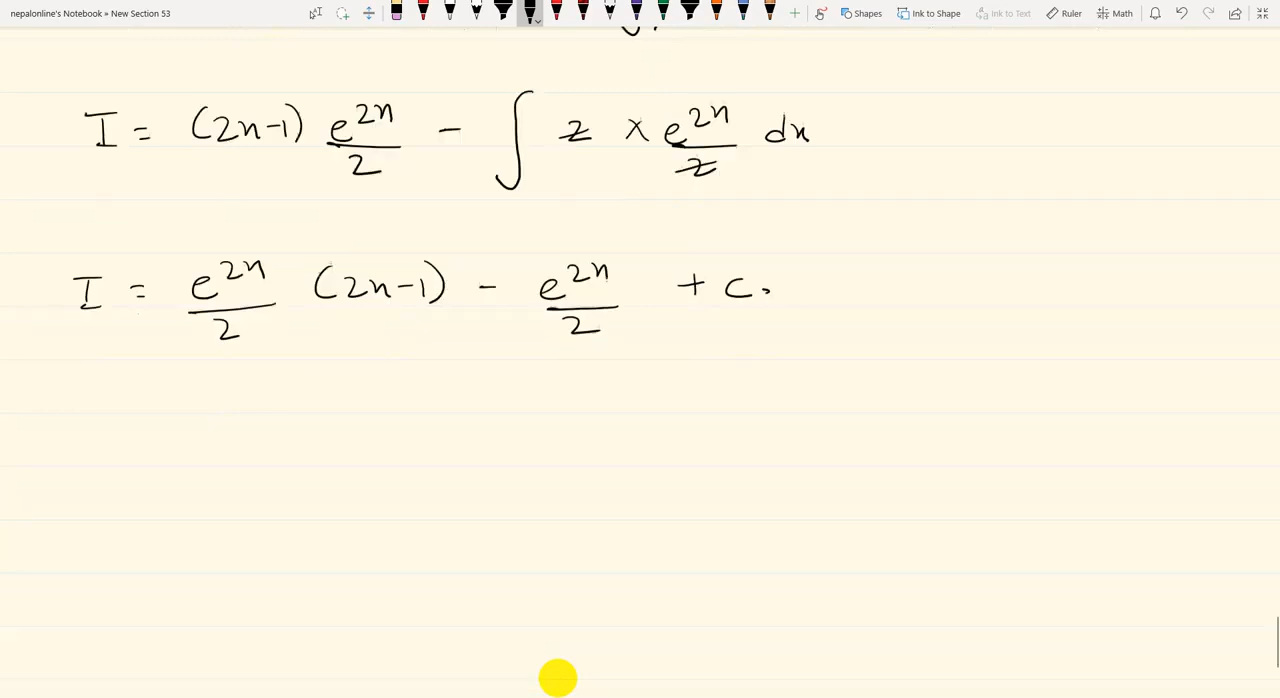 nepalonline's Notebook » New Section 53
Shapes Ink to Shape Ink to Text Ruler Math
I = (2x-1) e^{2x}/2 - ∫ 2 × e^{2x}/2 dx
I = e^{2x}/2 (2x-1) - e^{2x}/2 + c.